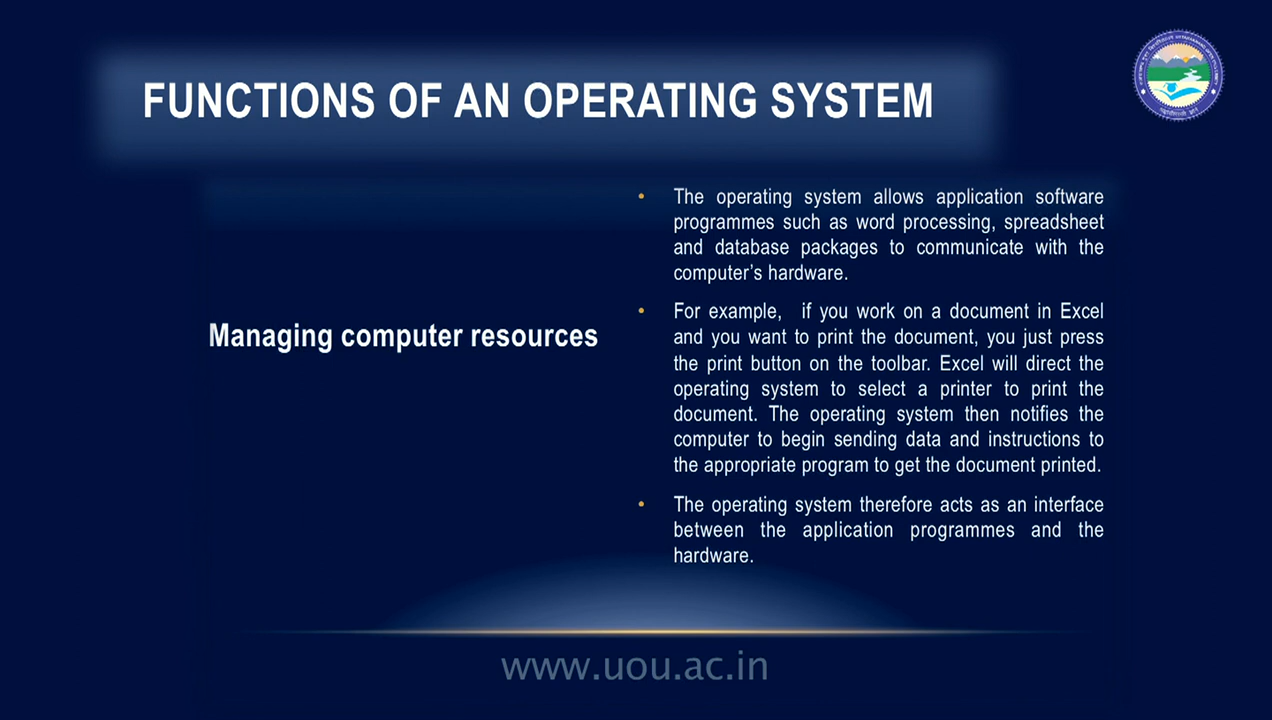 FUNCTIONS OF AN OPERATING SYSTEM
Managing computer resources
• The operating system allows application software
programmes such as word processing, spreadsheet
and database packages to communicate with the
computer’s hardware.
• For example, if you work on a document in Excel
and you want to print the document, you just press
the print button on the toolbar. Excel will direct the
operating system to select a printer to print the
document. The operating system then notifies the
computer to begin sending data and instructions to
the appropriate program to get the document printed.
• The operating system therefore acts as an interface
between the application programmes and the
hardware.
www.uou.ac.in